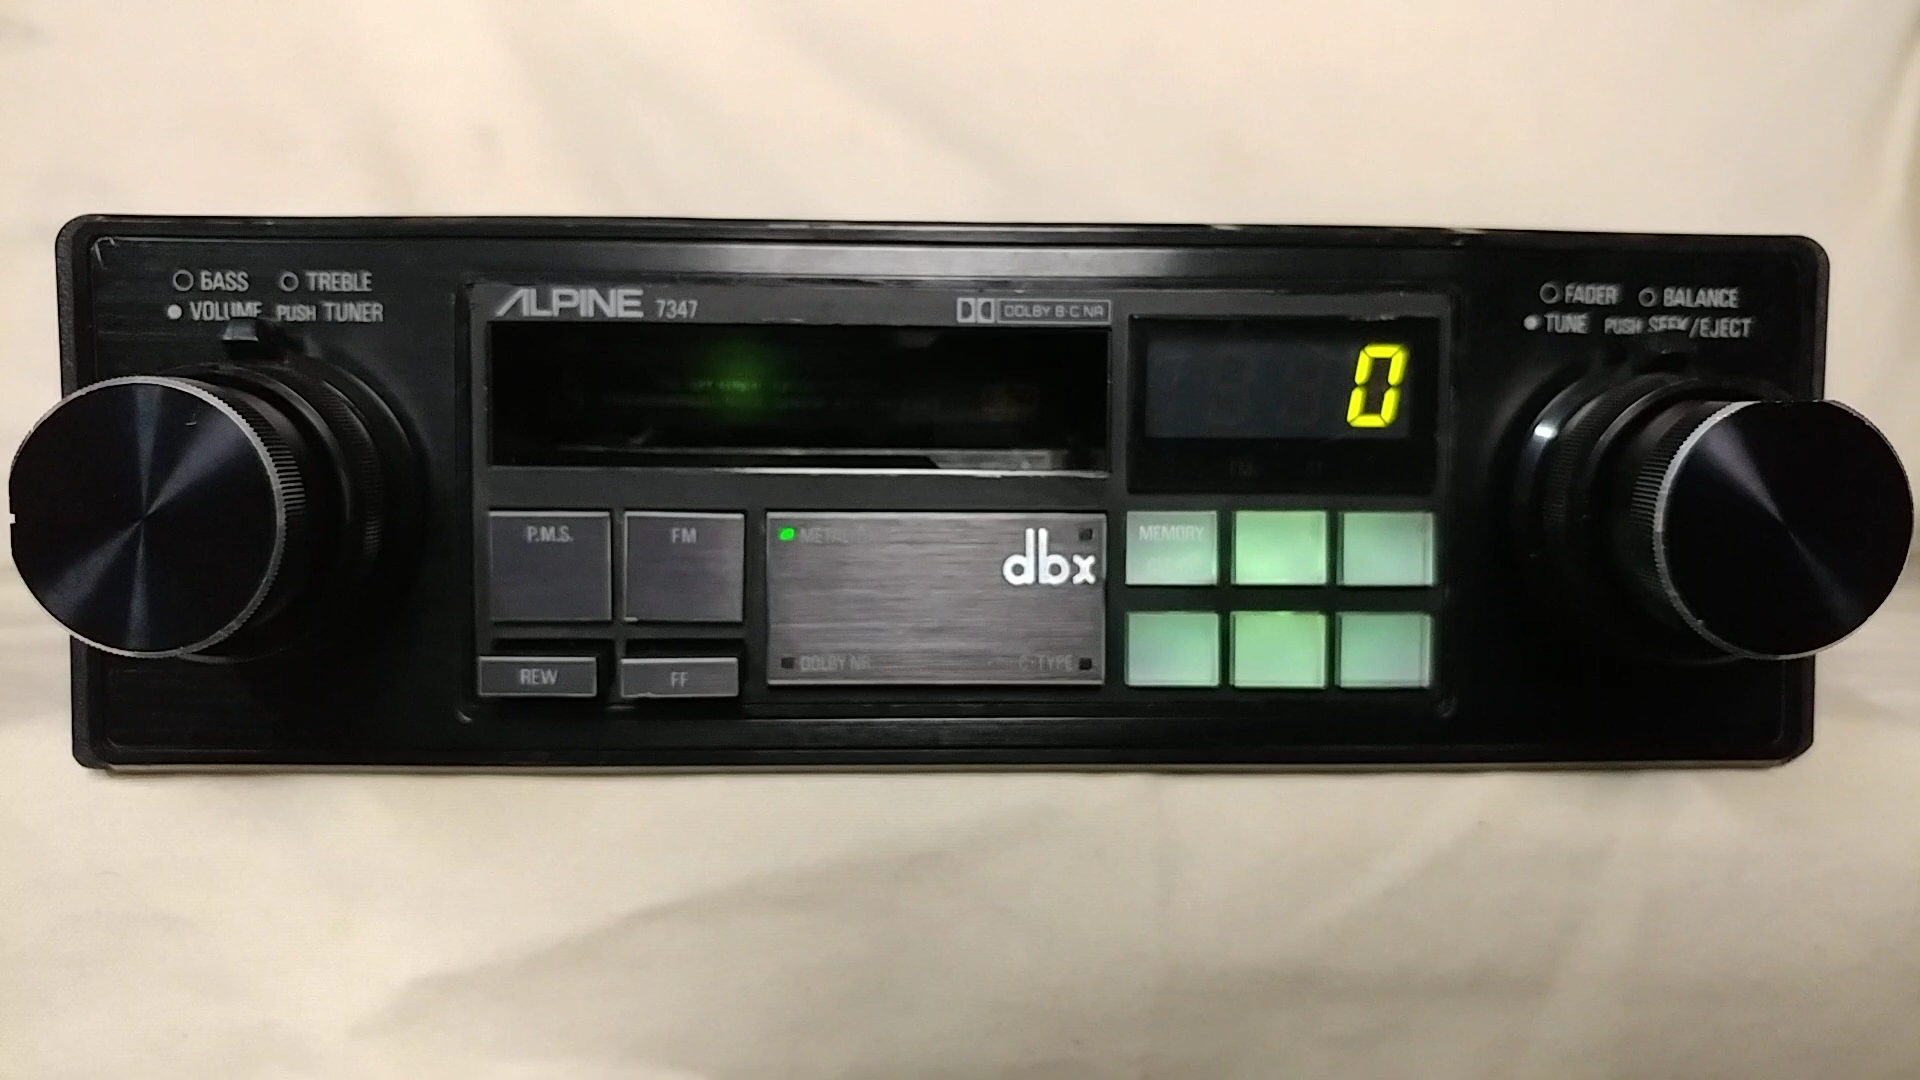 BASS TREBLE
VOLUME PUSH TUNER
ALPINE 7347
DOLBY B·C NR
FADER BALANCE
TUNE PUSH SEEK/EJECT
0
P.M.S.
FM
METAL
dbx
MEMORY
DOLBY NR
C-TYPE
REW
FF